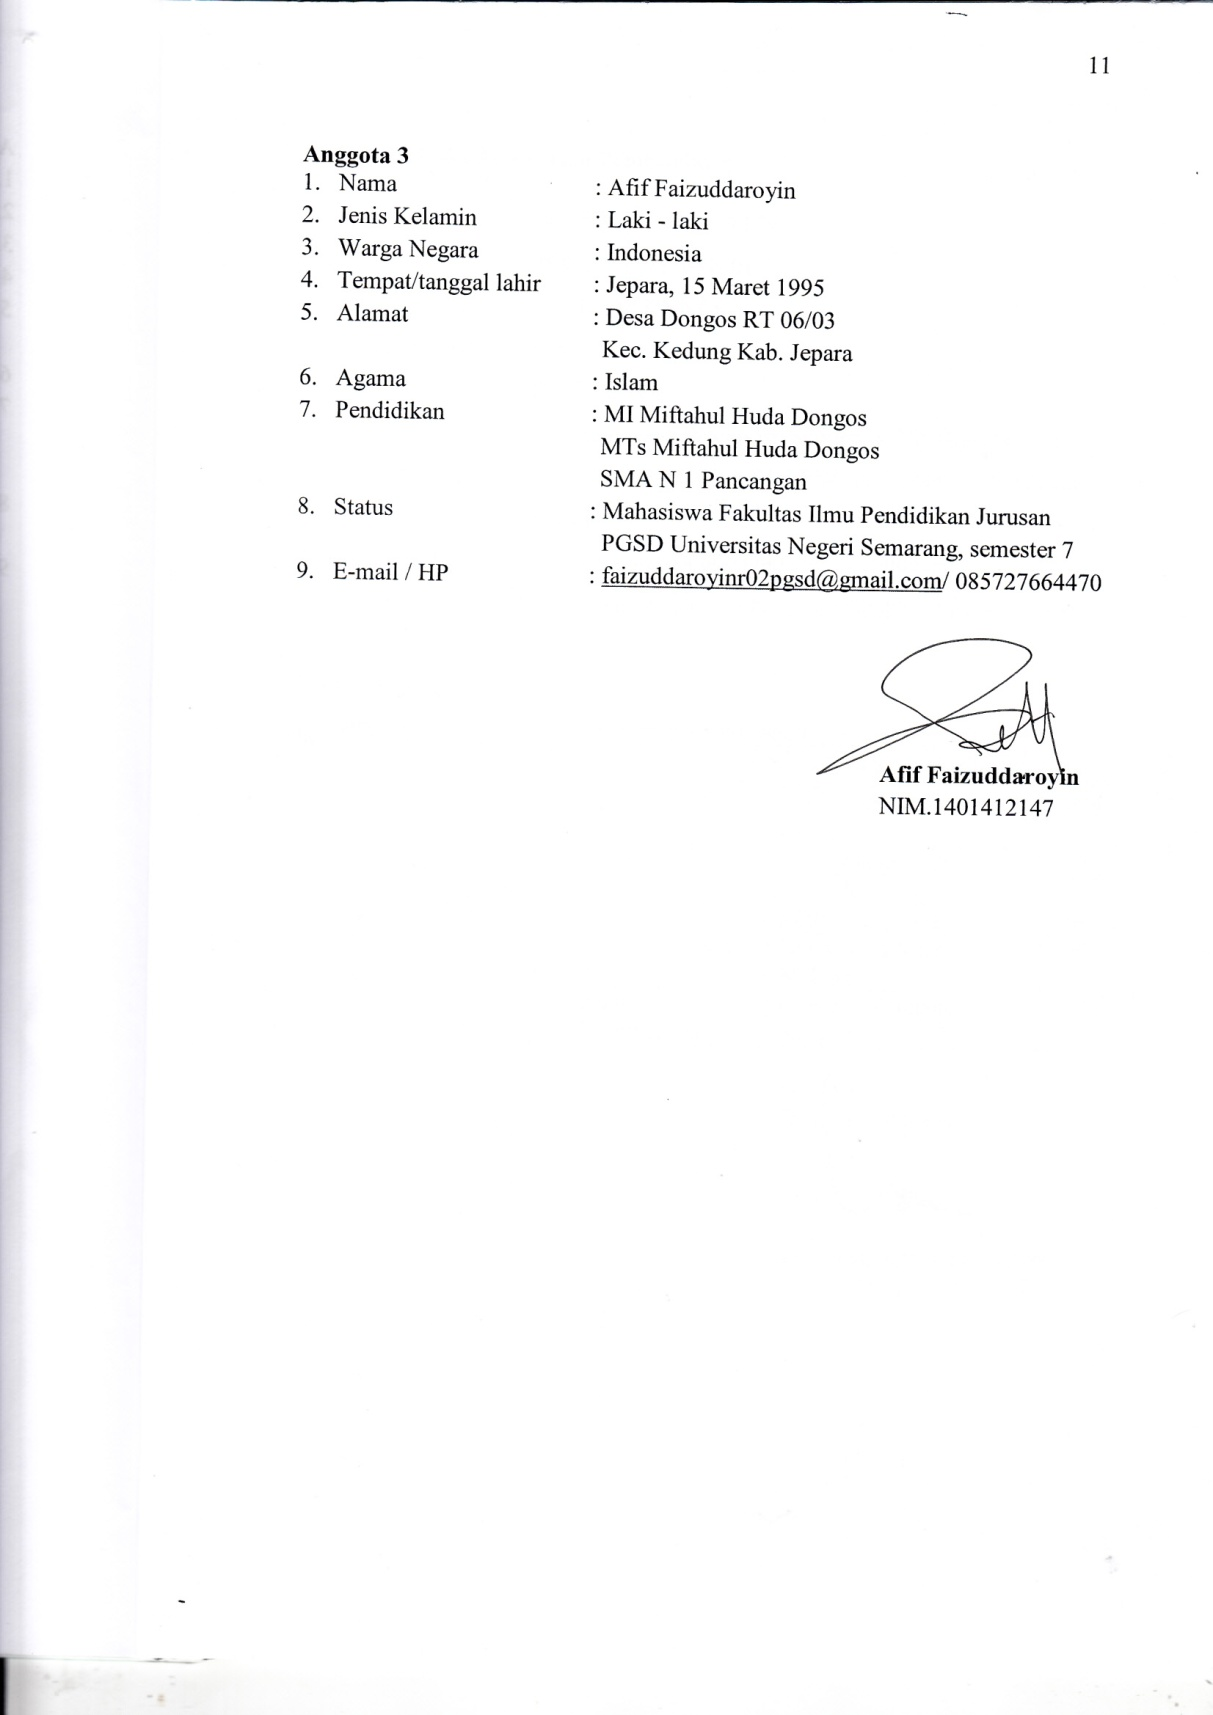 11
Anggota 3
1. Nama : Afif Faizuddaroyin
2. Jenis Kelamin : Laki - laki
3. Warga Negara : Indonesia
4. Tempat/tanggal lahir : Jepara, 15 Maret 1995
5. Alamat : Desa Dongos RT 06/03
Kec. Kedung Kab. Jepara
6. Agama : Islam
7. Pendidikan : MI Miftahul Huda Dongos
MTs Miftahul Huda Dongos
SMA N 1 Pancangan
8. Status : Mahasiswa Fakultas Ilmu Pendidikan Jurusan
PGSD Universitas Negeri Semarang, semester 7
9. E-mail / HP : faizuddaroyinr02pgsd@gmail.com/ 085727664470
Afif Faizuddaroyin
NIM.1401412147